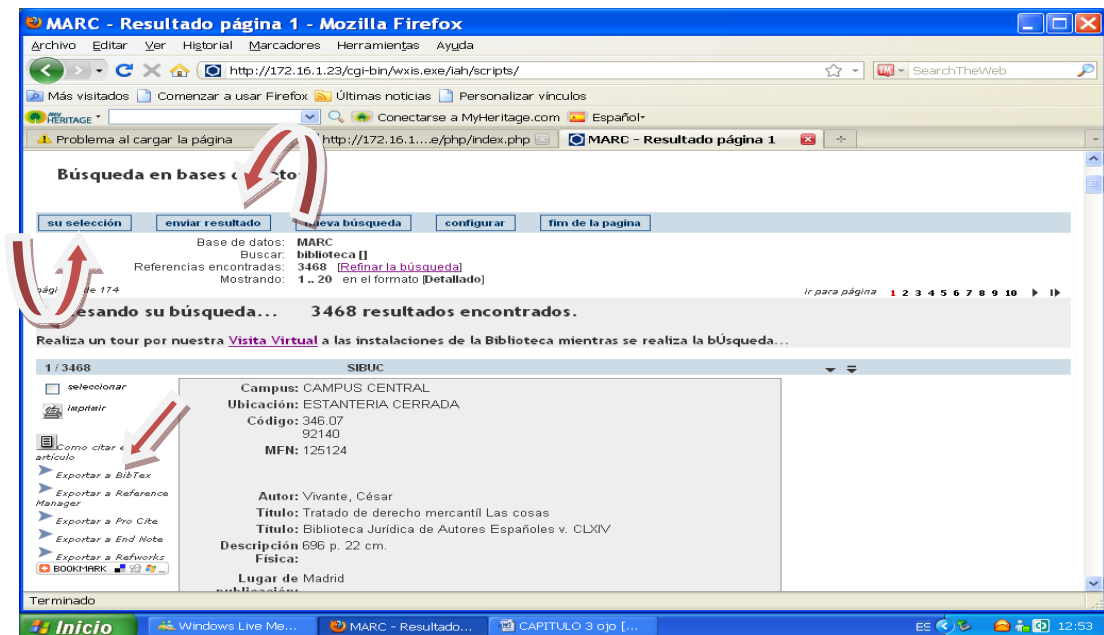 MARC - Resultado página 1 - Mozilla Firefox
Archivo Editar Ver Historial Marcadores Herramientas Ayuda
http://172.16.1.23/cgi-bin/wxis.exe/iah/scripts/
SearchTheWeb
Más visitados Comenzar a usar Firefox Últimas noticias Personalizar vínculos
MY HERITAGE Conectarse a MyHeritage.com Español
Problema al cargar la página http://172.16.1....e/php/index.php MARC - Resultado página 1
Búsqueda en bases
su selección enviar resultado nueva búsqueda configurar fim de la pagina
Base de datos: MARC
Buscar: biblioteca []
Referencias encontradas: 3468 [Refinar la búsqueda]
Mostrando: 1 .. 20 en el formato [Detallado]
de 174 ir para página 1 2 3 4 5 6 7 8 9 10
su búsqueda... 3468 resultados encontrados.
Realiza un tour por nuestra Visita Virtual a las instalaciones de la Biblioteca mientras se realiza la bÚsqueda...
1 / 3468 SIBUC
seleccionar
imprimir
Como citar
artículo
Exportar a BibTex
Exportar a Reference
Manager
Exportar a Pro Cite
Exportar a End Note
Exportar a Refworks
BOOKMARK
Campus: CAMPUS CENTRAL
Ubicación: ESTANTERIA CERRADA
Código: 346.07
92140
MFN: 125124
Autor: Vivante, César
Título: Tratado de derecho mercantíl Las cosas
Título: Biblioteca Jurídica de Autores Españoles v. CLXIV
Descripción 696 p. 22 cm.
Física:
Lugar de Madrid
Terminado
Inicio Windows Live Me... MARC - Resultado... CAPITULO 3 ojo [... ES 12:53